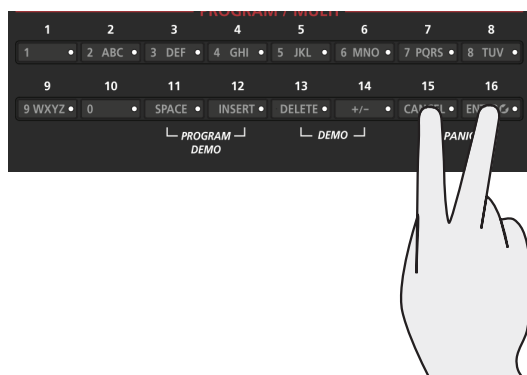 PROGRAM / MULTI
1 2 3 4 5 6 7 8
1 2 ABC 3 DEF 4 GHI 5 JKL 6 MNO 7 PQRS 8 TUV
9 10 11 12 13 14 15 16
9 WXYZ 0 SPACE INSERT DELETE +/– CANCEL
PROGRAM DEMO PANIC
DEMO